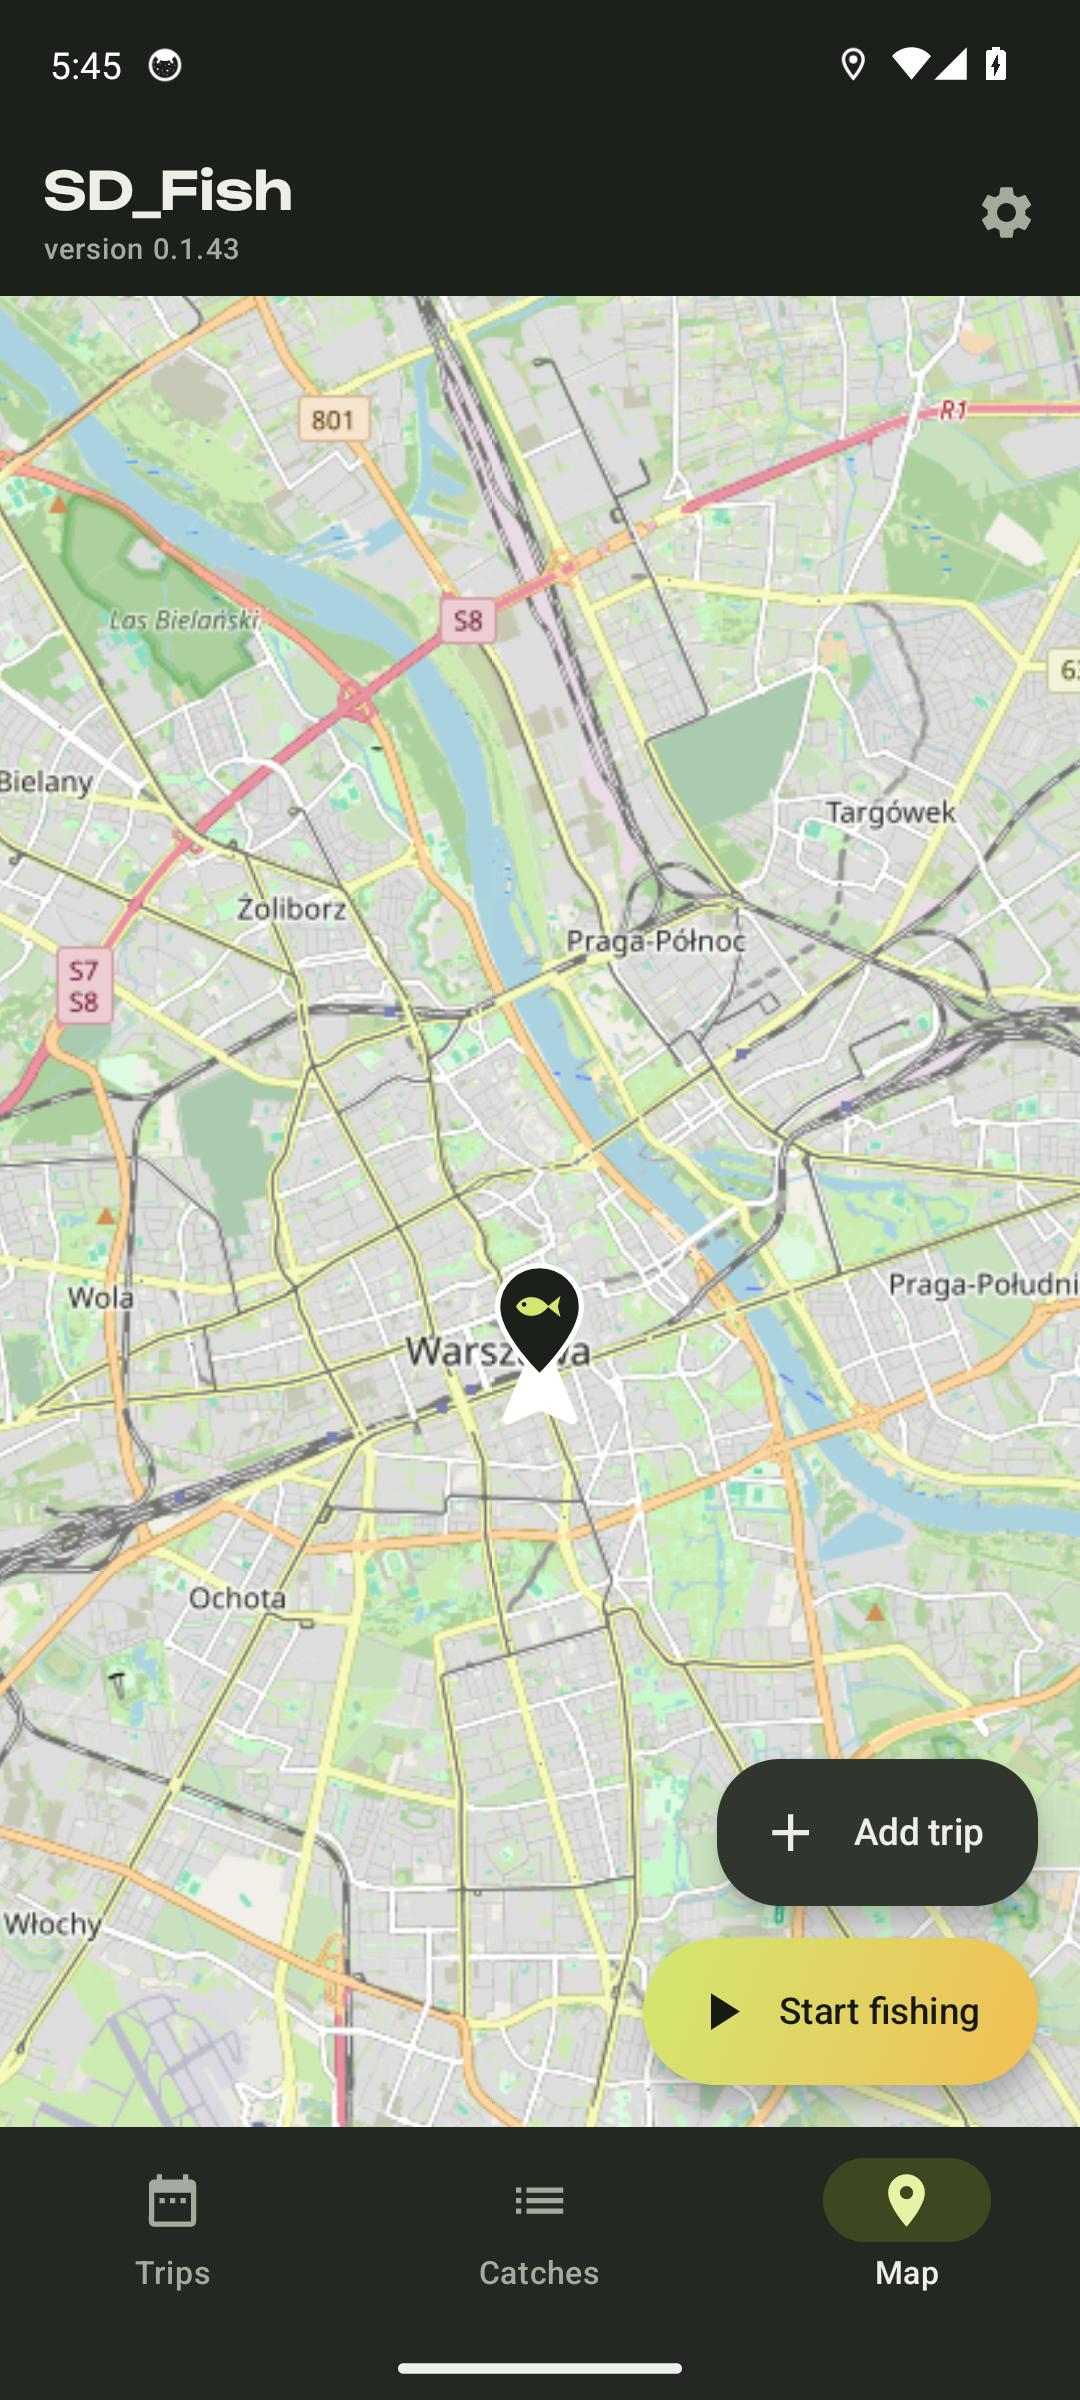 5:45
SD_Fish
version 0.1.43
801
R1
S8
Las Bielański
Bielany
Targówek
Żoliborz
Praga-Północ
S7
S8
Wola
Praga-Południ
Ochota
Add trip
Włochy
Start fishing
Trips
Catches
Map